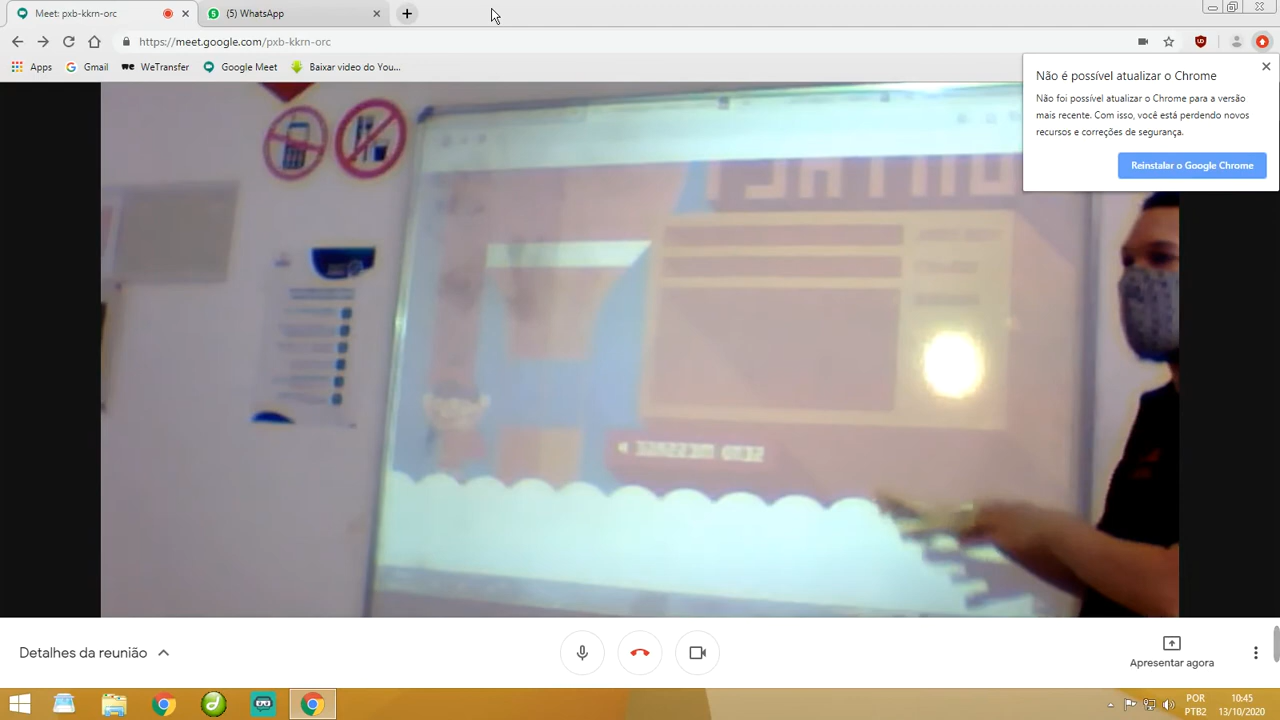 Meet: pxb-kkrn-orc
(5) WhatsApp
https://meet.google.com/pxb-kkrn-orc
Apps Gmail WeTransfer Google Meet Baixar video do You...
Não é possível atualizar o Chrome
Não foi possível atualizar o Chrome para a versão
mais recente. Com isso, você está perdendo novos
recursos e correções de segurança.
Reinstalar o Google Chrome
Detalhes da reunião
Apresentar agora
POR
PTB2
10:45
13/10/2020